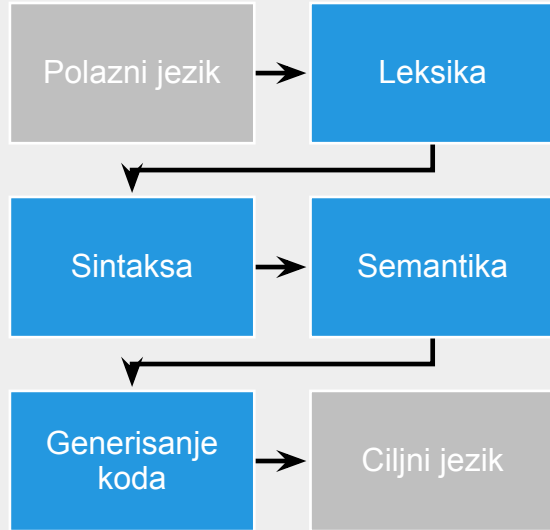 Polazni jezik
Leksika
Sintaksa
Semantika
Generisanje
koda
Ciljni jezik